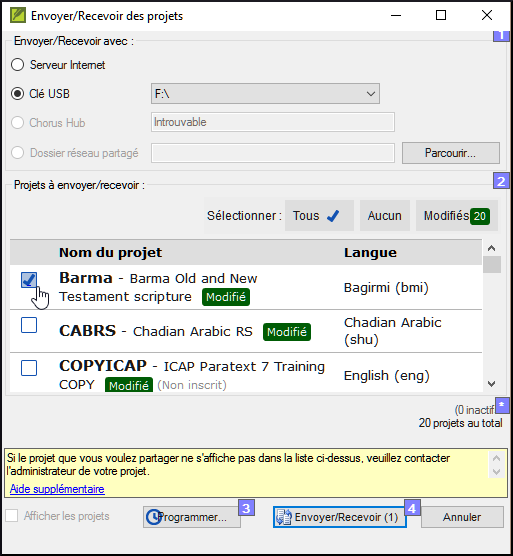 Envoyer/Recevoir des projets
1
Envoyer/Recevoir avec :
Serveur Internet
Clé USB F:\
Chorus Hub Introuvable
Dossier réseau partagé Parcourir...
2
Projets à envoyer/recevoir :
Sélectionner : Tous Aucun Modifiés 20
Nom du projet Langue
Barma - Barma Old and New
Testament scripture Modifié
Bagirmi (bmi)
CABRS - Chadian Arabic RS Modifié
Chadian Arabic
(shu)
COPYICAP - ICAP Paratext 7 Training
COPY Modifié (Non inscrit)
English (eng)
(0 inactif
*
20 projets au total
Si le projet que vous voulez partager ne s'affiche pas dans la liste ci-dessus, veuillez contacter
l'administrateur de votre projet.
Aide supplémentaire
3 4
Afficher les projets Programmer... Envoyer/Recevoir (1) Annuler